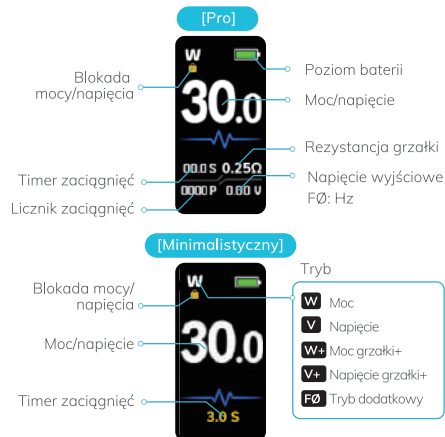 [Pro]
W
Blokada
mocy/napięcia
Poziom baterii
30.0
Moc/napięcie
Rezystancja grzałki
00.0 S 0.25Ω
Timer zaciągnięć
Napięcie wyjściowe
FØ: Hz
0000 P 0.00 V
Licznik zaciągnięć
[Minimalistyczny]
Tryb
W
Blokada mocy/
napięcia
30.0
Moc/napięcie
Timer zaciągnięć
3.0 S
W Moc
V Napięcie
W+ Moc grzałki+
V+ Napięcie grzałki+
FØ Tryb dodatkowy